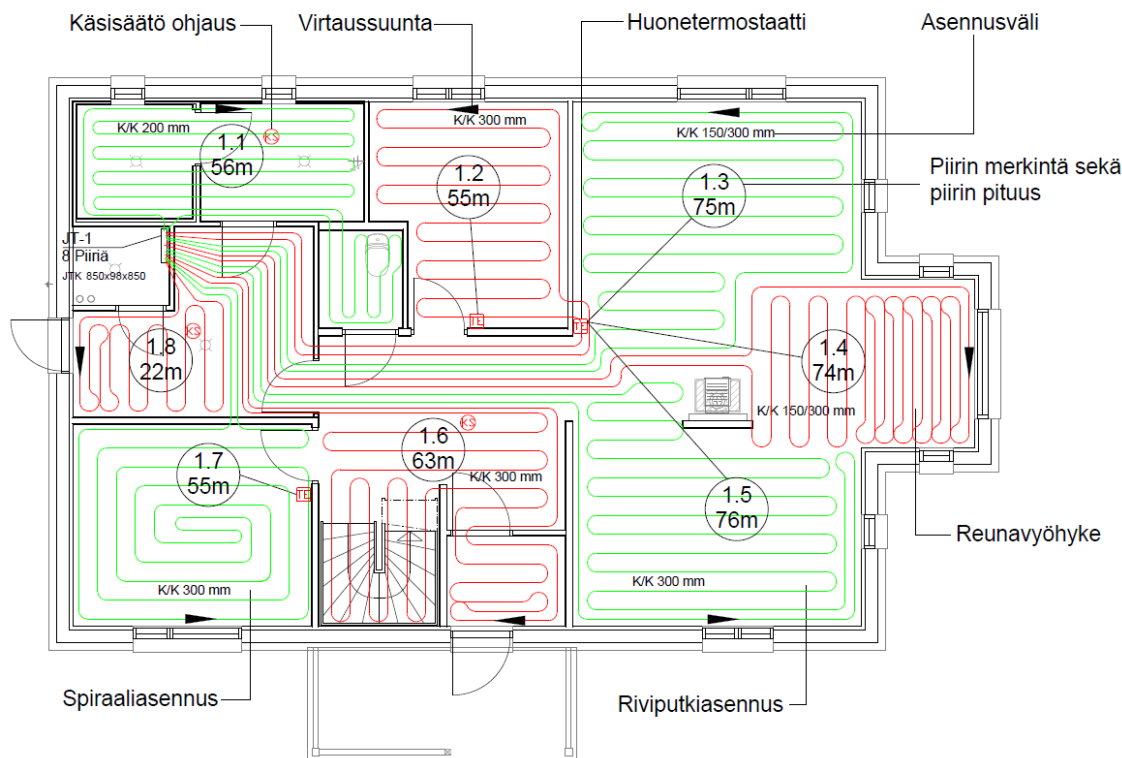 Käsisäätö ohjaus
Virtaussuunta
Huonetermostaatti
Asennusväli
K/K 200 mm
KS
1.1
56m
K/K 300 mm
1.2
55m
K/K 150/300 mm
1.3
75m
Piirin merkintä sekä
piirin pituus
JT-1
8 Piiriä
JTK 850x98x850
TE
TE
KS
1.8
22m
1.4
74m
K/K 150/300 mm
KS
1.6
63m
K/K 300 mm
1.7
55m
TE
1.5
76m
Reunavyöhyke
K/K 300 mm
K/K 300 mm
Spiraaliasennus
Riviputkiasennus